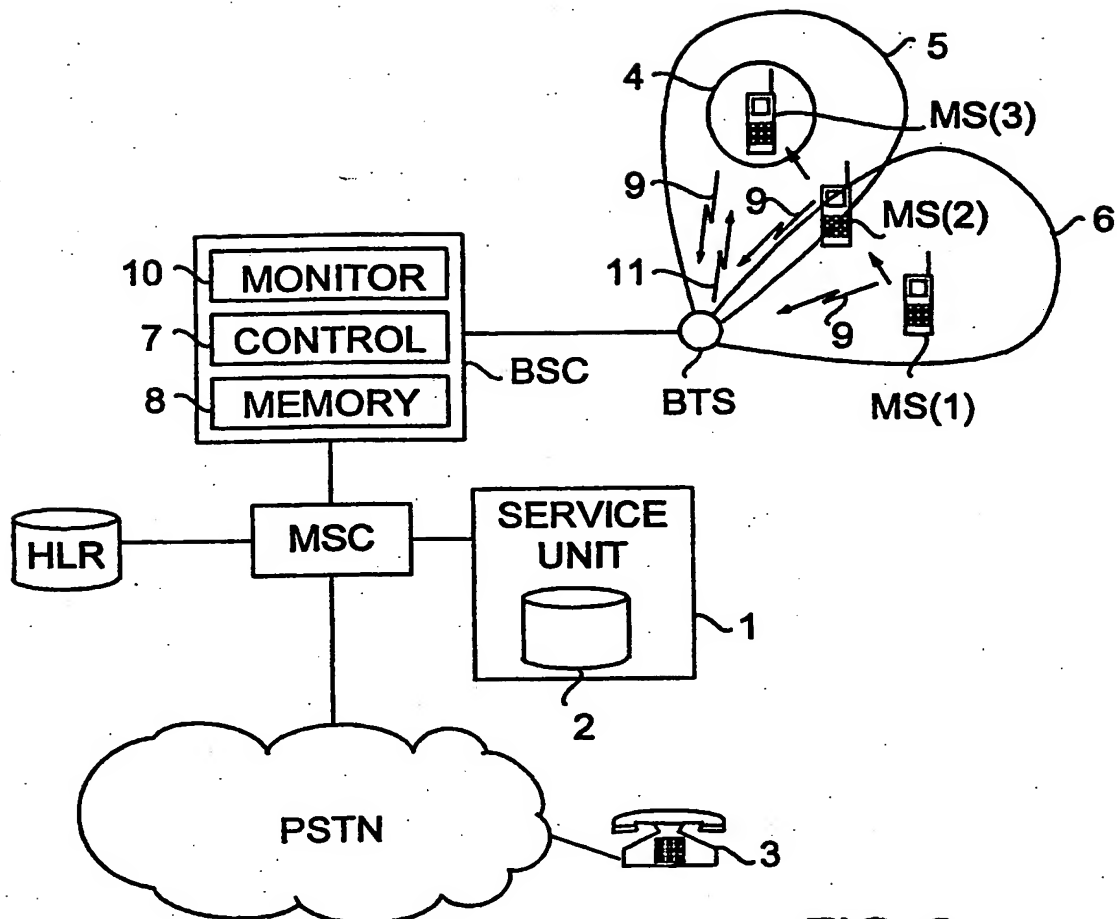 5
4
MS(3)
9
9
MS(2)
6
10
MONITOR
11
7
CONTROL
9
BSC
8
MEMORY
BTS
MS(1)
HLR
MSC
SERVICE
UNIT
1
2
PSTN
3
FIG.